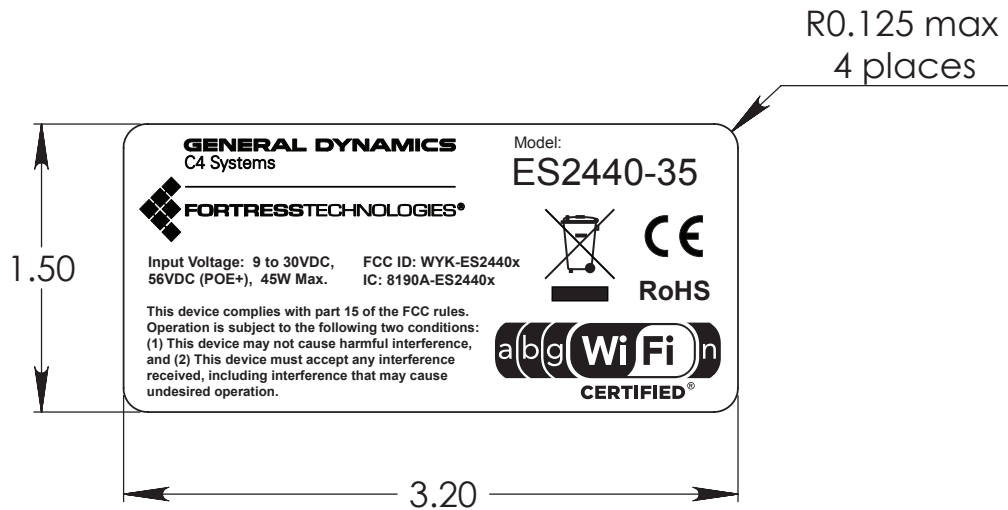 R0.125 max
4 places
GENERAL DYNAMICS
C4 Systems
FORTRESSTECHNOLOGIES®
Model:
ES2440-35
Input Voltage: 9 to 30VDC,
56VDC (POE+), 45W Max.
FCC ID: WYK-ES2440x
IC: 8190A-ES2440x
CE
RoHS
This device complies with part 15 of the FCC rules.
Operation is subject to the following two conditions:
(1) This device may not cause harmful interference,
and (2) This device must accept any interference
received, including interference that may cause
undesired operation.
a b g Wi Fi n
CERTIFIED®
1.50
3.20